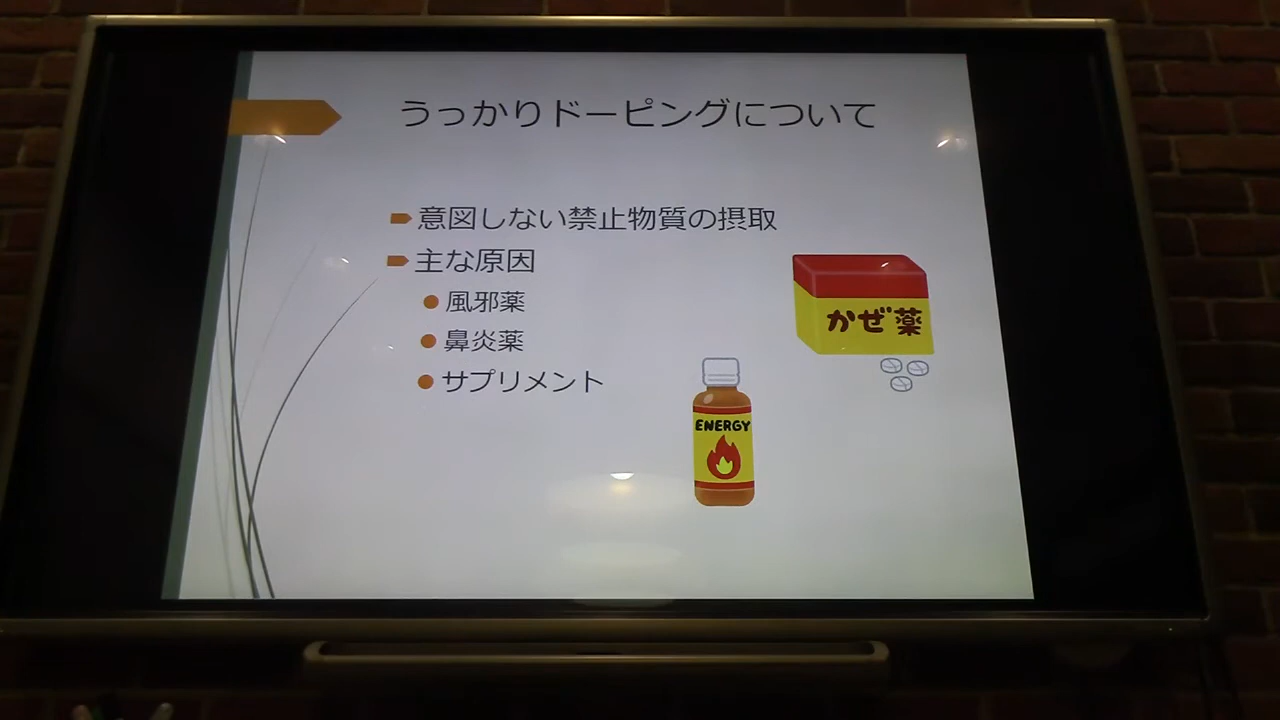 うっかりドーピングについて
意図しない禁止物質の摂取
主な原因
風邪薬
鼻炎薬
サプリメント
かぜ薬
ENERGY